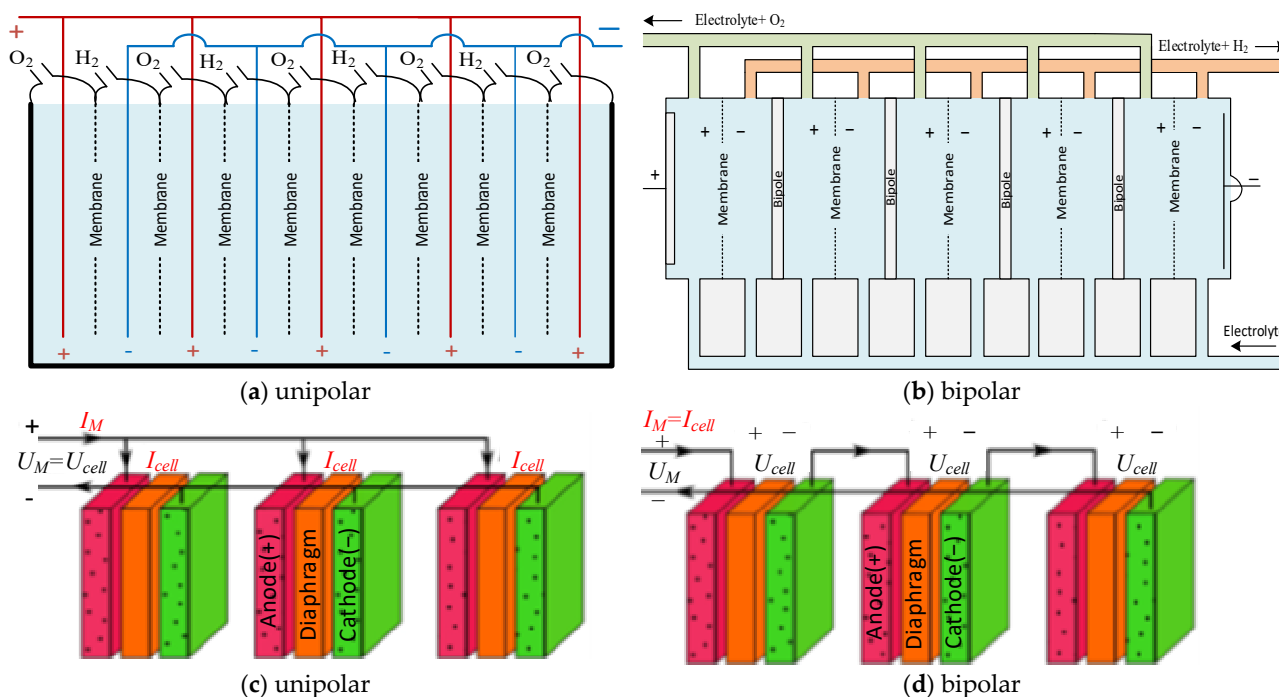 +
−
O2 H2 O2 H2 O2 H2 O2 H2 O2
Membrane Membrane Membrane Membrane Membrane Membrane Membrane Membrane
+ - + - + - + - +
(a) unipolar
Electrolyte+ O2
Electrolyte+ H2
+ − + − + − + − + −
+ −
Membrane Bipole Membrane Bipole Membrane Bipole Membrane Bipole Membrane
Electrolyte
(b) bipolar
+ IM
UM=Ucell Icell Icell Icell
-
Anode(+)
Diaphragm
Cathode(−)
(c) unipolar
IM=Icell
+ + − + − + −
UM Ucell Ucell Ucell
−
Anode(+)
Diaphragm
Cathode(−)
(d) bipolar